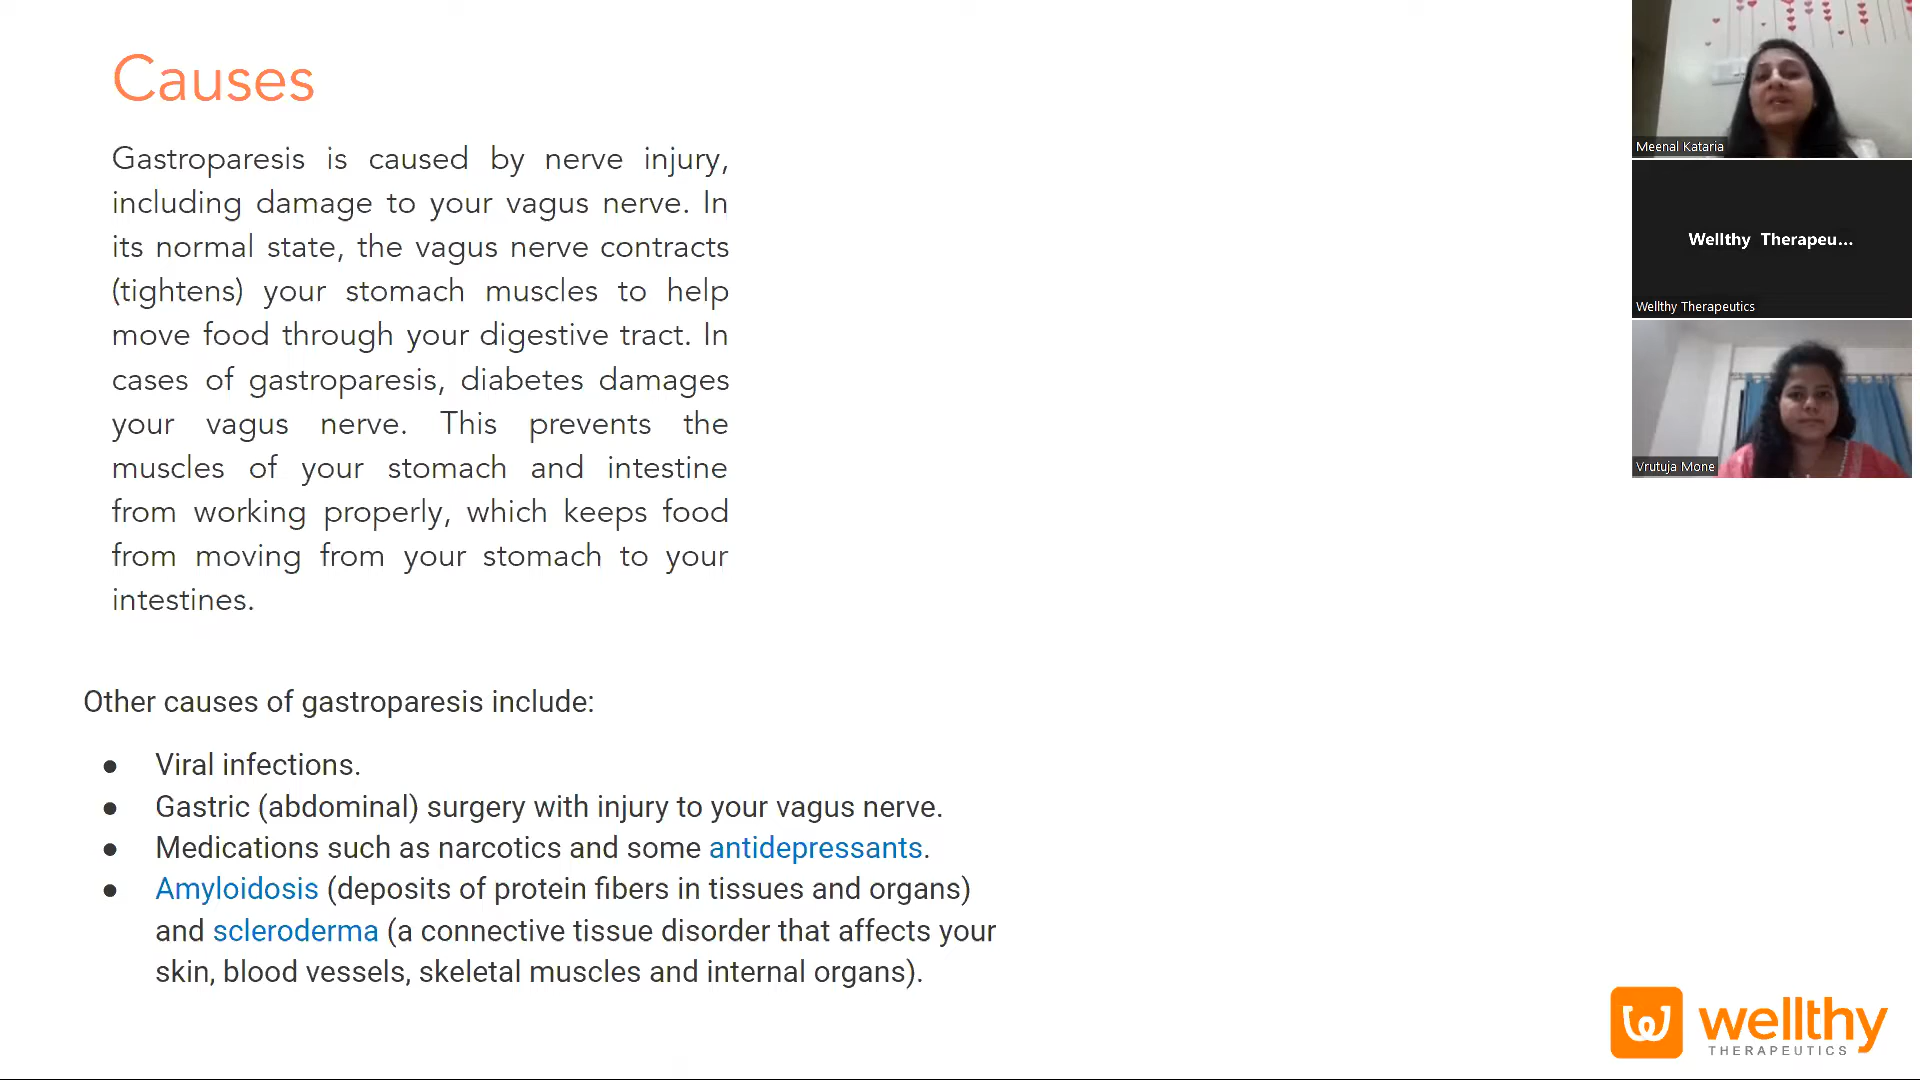 Causes
Gastroparesis is caused by nerve injury,
including damage to your vagus nerve. In
its normal state, the vagus nerve contracts
(tightens) your stomach muscles to help
move food through your digestive tract. In
cases of gastroparesis, diabetes damages
your vagus nerve. This prevents the
muscles of your stomach and intestine
from working properly, which keeps food
from moving from your stomach to your
intestines.
Other causes of gastroparesis include:
● Viral infections.
● Gastric (abdominal) surgery with injury to your vagus nerve.
● Medications such as narcotics and some antidepressants.
● Amyloidosis (deposits of protein fibers in tissues and organs)
and scleroderma (a connective tissue disorder that affects your
skin, blood vessels, skeletal muscles and internal organs).
Meenal Kataria
Wellthy Therapeu...
Wellthy Therapeutics
Vrutuja Mone
wellthy
THERAPEUTICS